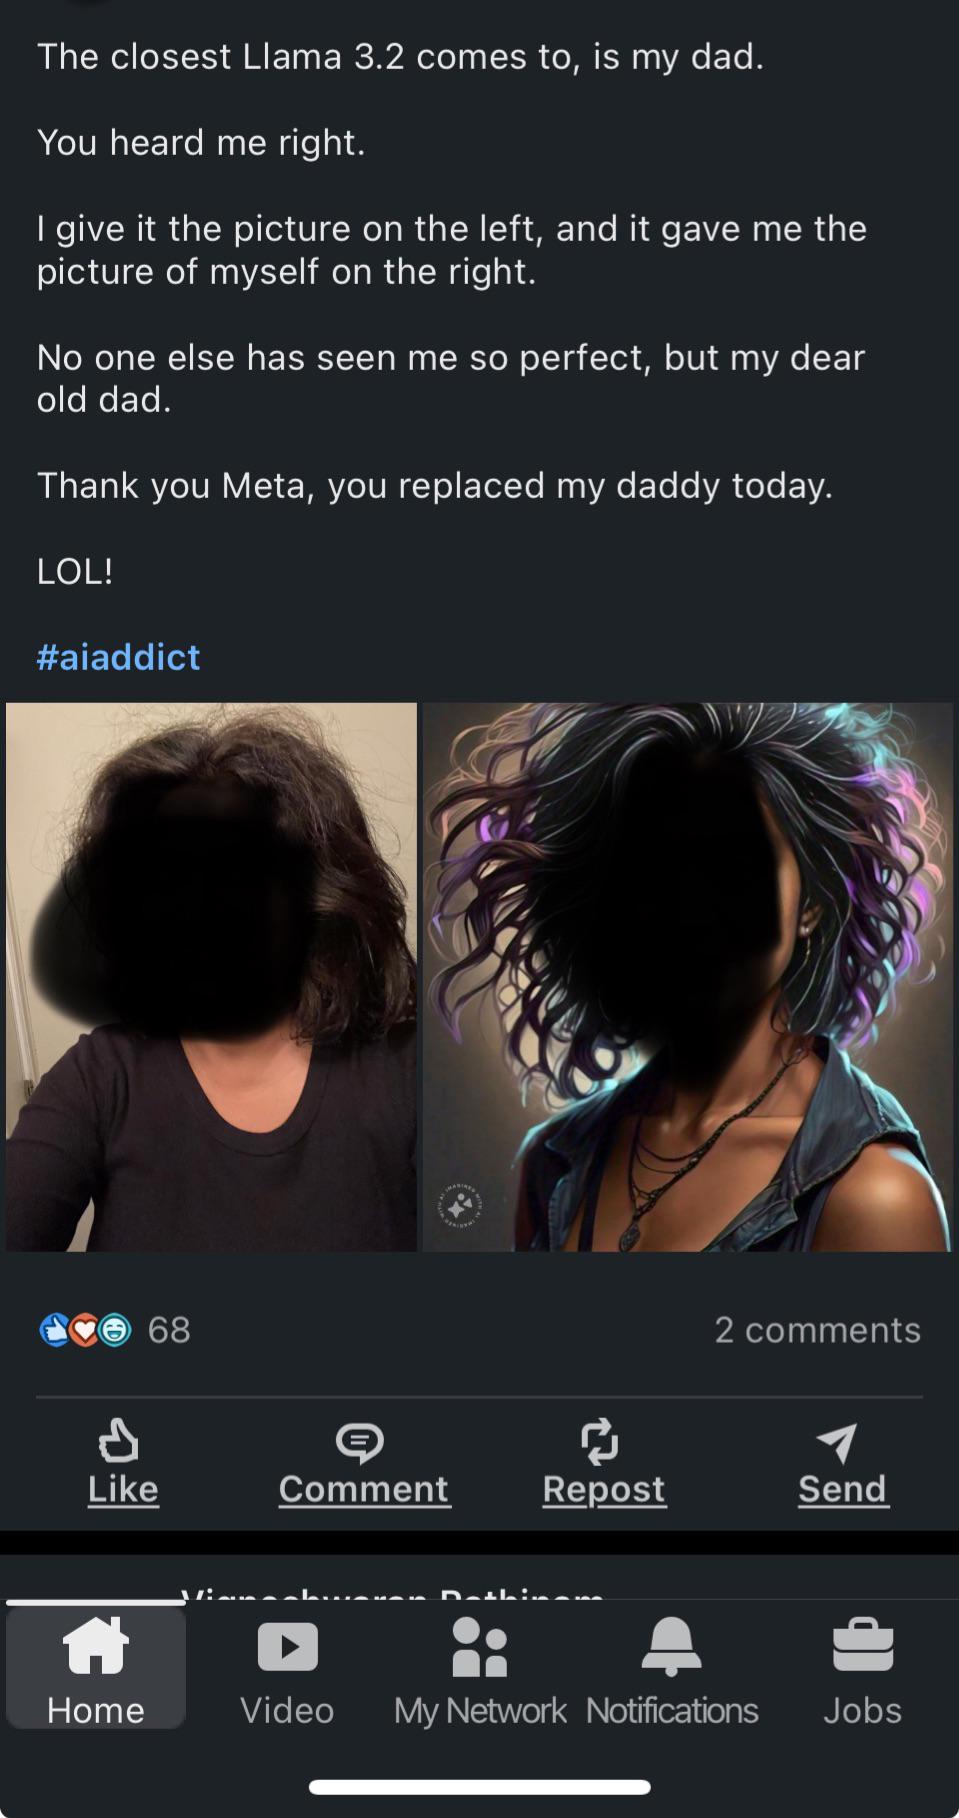 The closest Llama 3.2 comes to, is my dad.
You heard me right.
I give it the picture on the left, and it gave me the
picture of myself on the right.
No one else has seen me so perfect, but my dear
old dad.
Thank you Meta, you replaced my daddy today.
LOL!
#aiaddict
IMAGINED WITH AI
68
2 comments
Like
Comment
Repost
Send
Home
Video
My Network
Notifications
Jobs